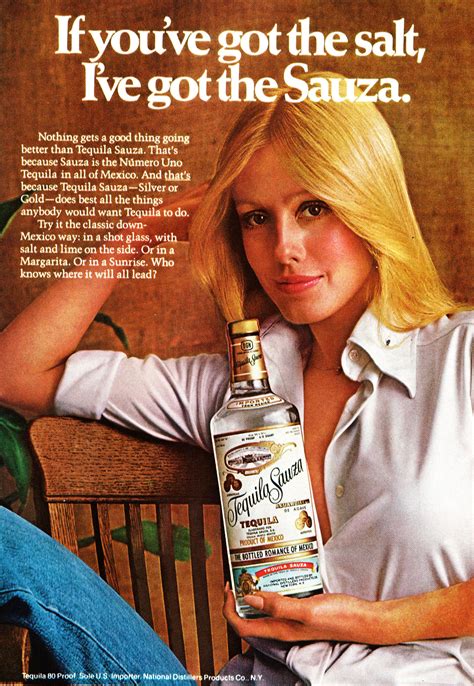 If you've got the salt,
I've got the Sauza.
Nothing gets a good thing going
better than Tequila Sauza. That's
because Sauza is the Número Uno
Tequila in all of Mexico. And that's
because Tequila Sauza—Silver or
Gold—does best all the things
anybody would want Tequila to do.
Try it the classic down-
Mexico way: in a shot glass, with
salt and lime on the side. Or in a
Margarita. Or in a Sunrise. Who
knows where it will all lead?
Tequila Sauza
IMPORTED
Tequila Sauza
TEQUILA
PRODUCT OF MEXICO
THE BOTTLED ROMANCE OF MEXICO
TEQUILA SAUZA
Tequila 80 Proof. Sole U.S. Importer. National Distillers Products Co., N.Y.